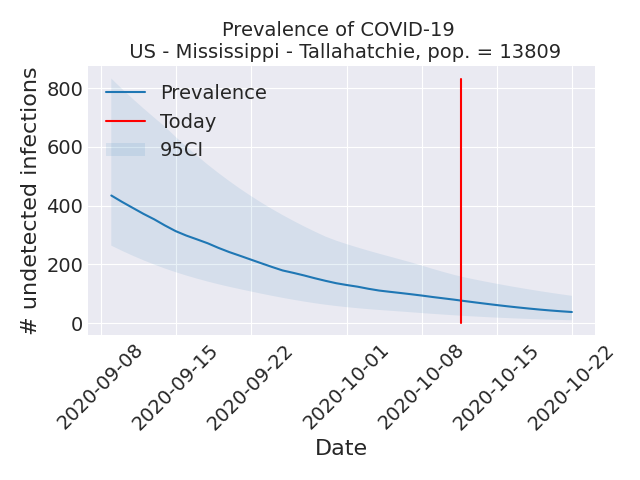 Prevalence of COVID-19
US - Mississippi - Tallahatchie, pop. = 13809
# undetected infections
800
600
400
200
0
Prevalence
Today
95CI
2020-09-08
2020-09-15
2020-09-22
2020-10-01
2020-10-08
2020-10-15
2020-10-22
Date